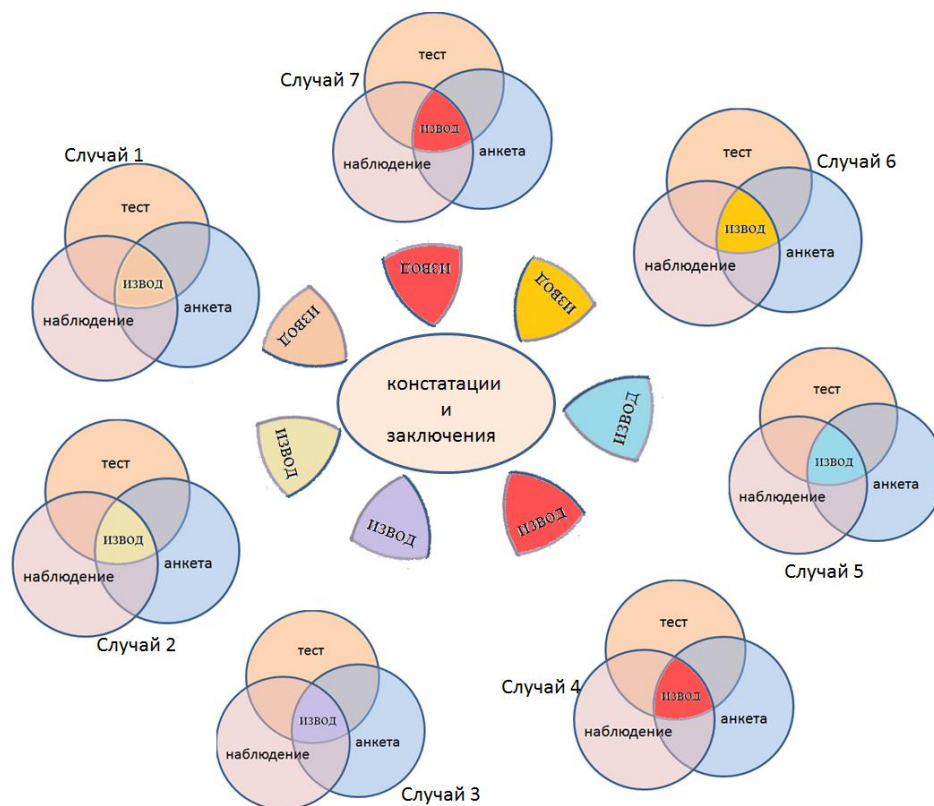 Случай 7
тест
извод
наблюдение
анкета
Случай 1
тест
извод
наблюдение
анкета
Случай 6
тест
извод
наблюдение
анкета
извод
извод
извод
извод
извод
извод
извод
констатации
и
заключения
Случай 2
тест
извод
наблюдение
анкета
Случай 5
тест
извод
наблюдение
анкета
Случай 3
тест
извод
наблюдение
анкета
Случай 4
тест
извод
наблюдение
анкета